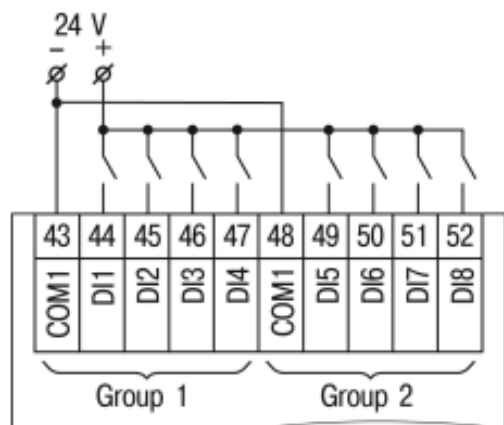 24 V
- +
43 44 45 46 47 48 49 50 51 52
COM1 DI1 DI2 DI3 DI4 COM1 DI5 DI6 DI7 DI8
Group 1 Group 2